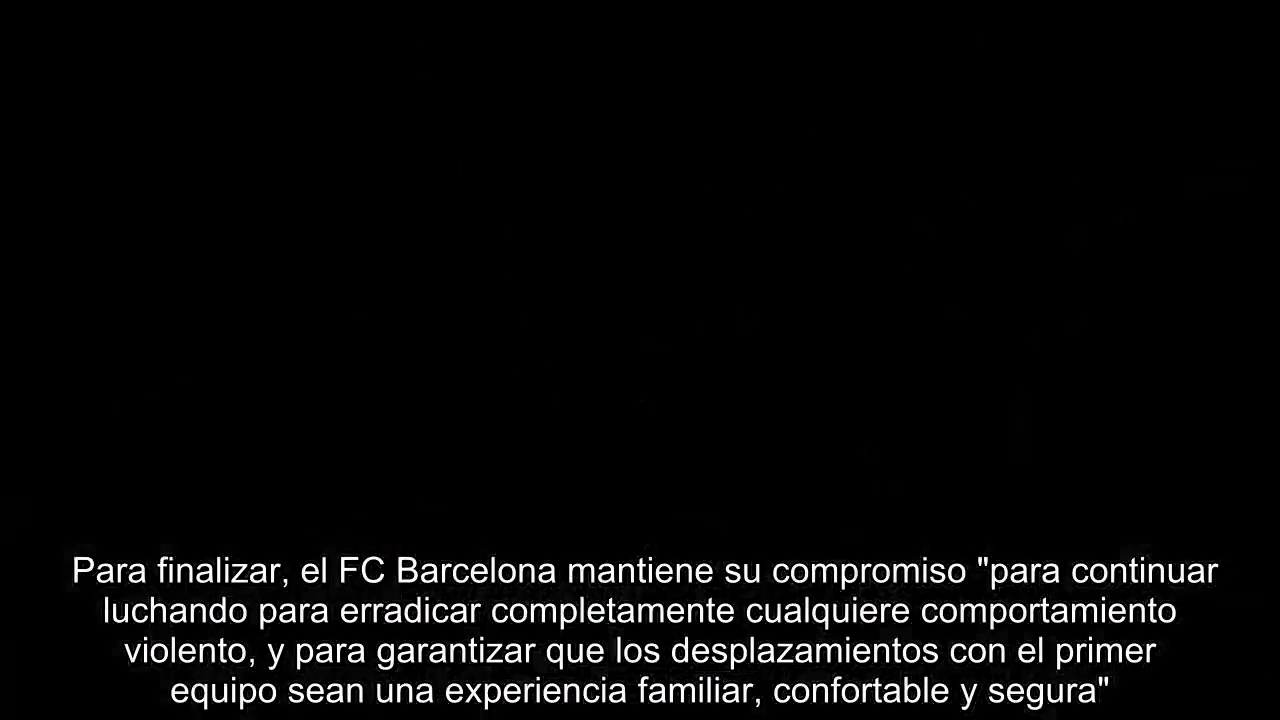 Para finalizar, el FC Barcelona mantiene su compromiso "para continuar
luchando para erradicar completamente cualquiere comportamiento
violento, y para garantizar que los desplazamientos con el primer
equipo sean una experiencia familiar, confortable y segura"